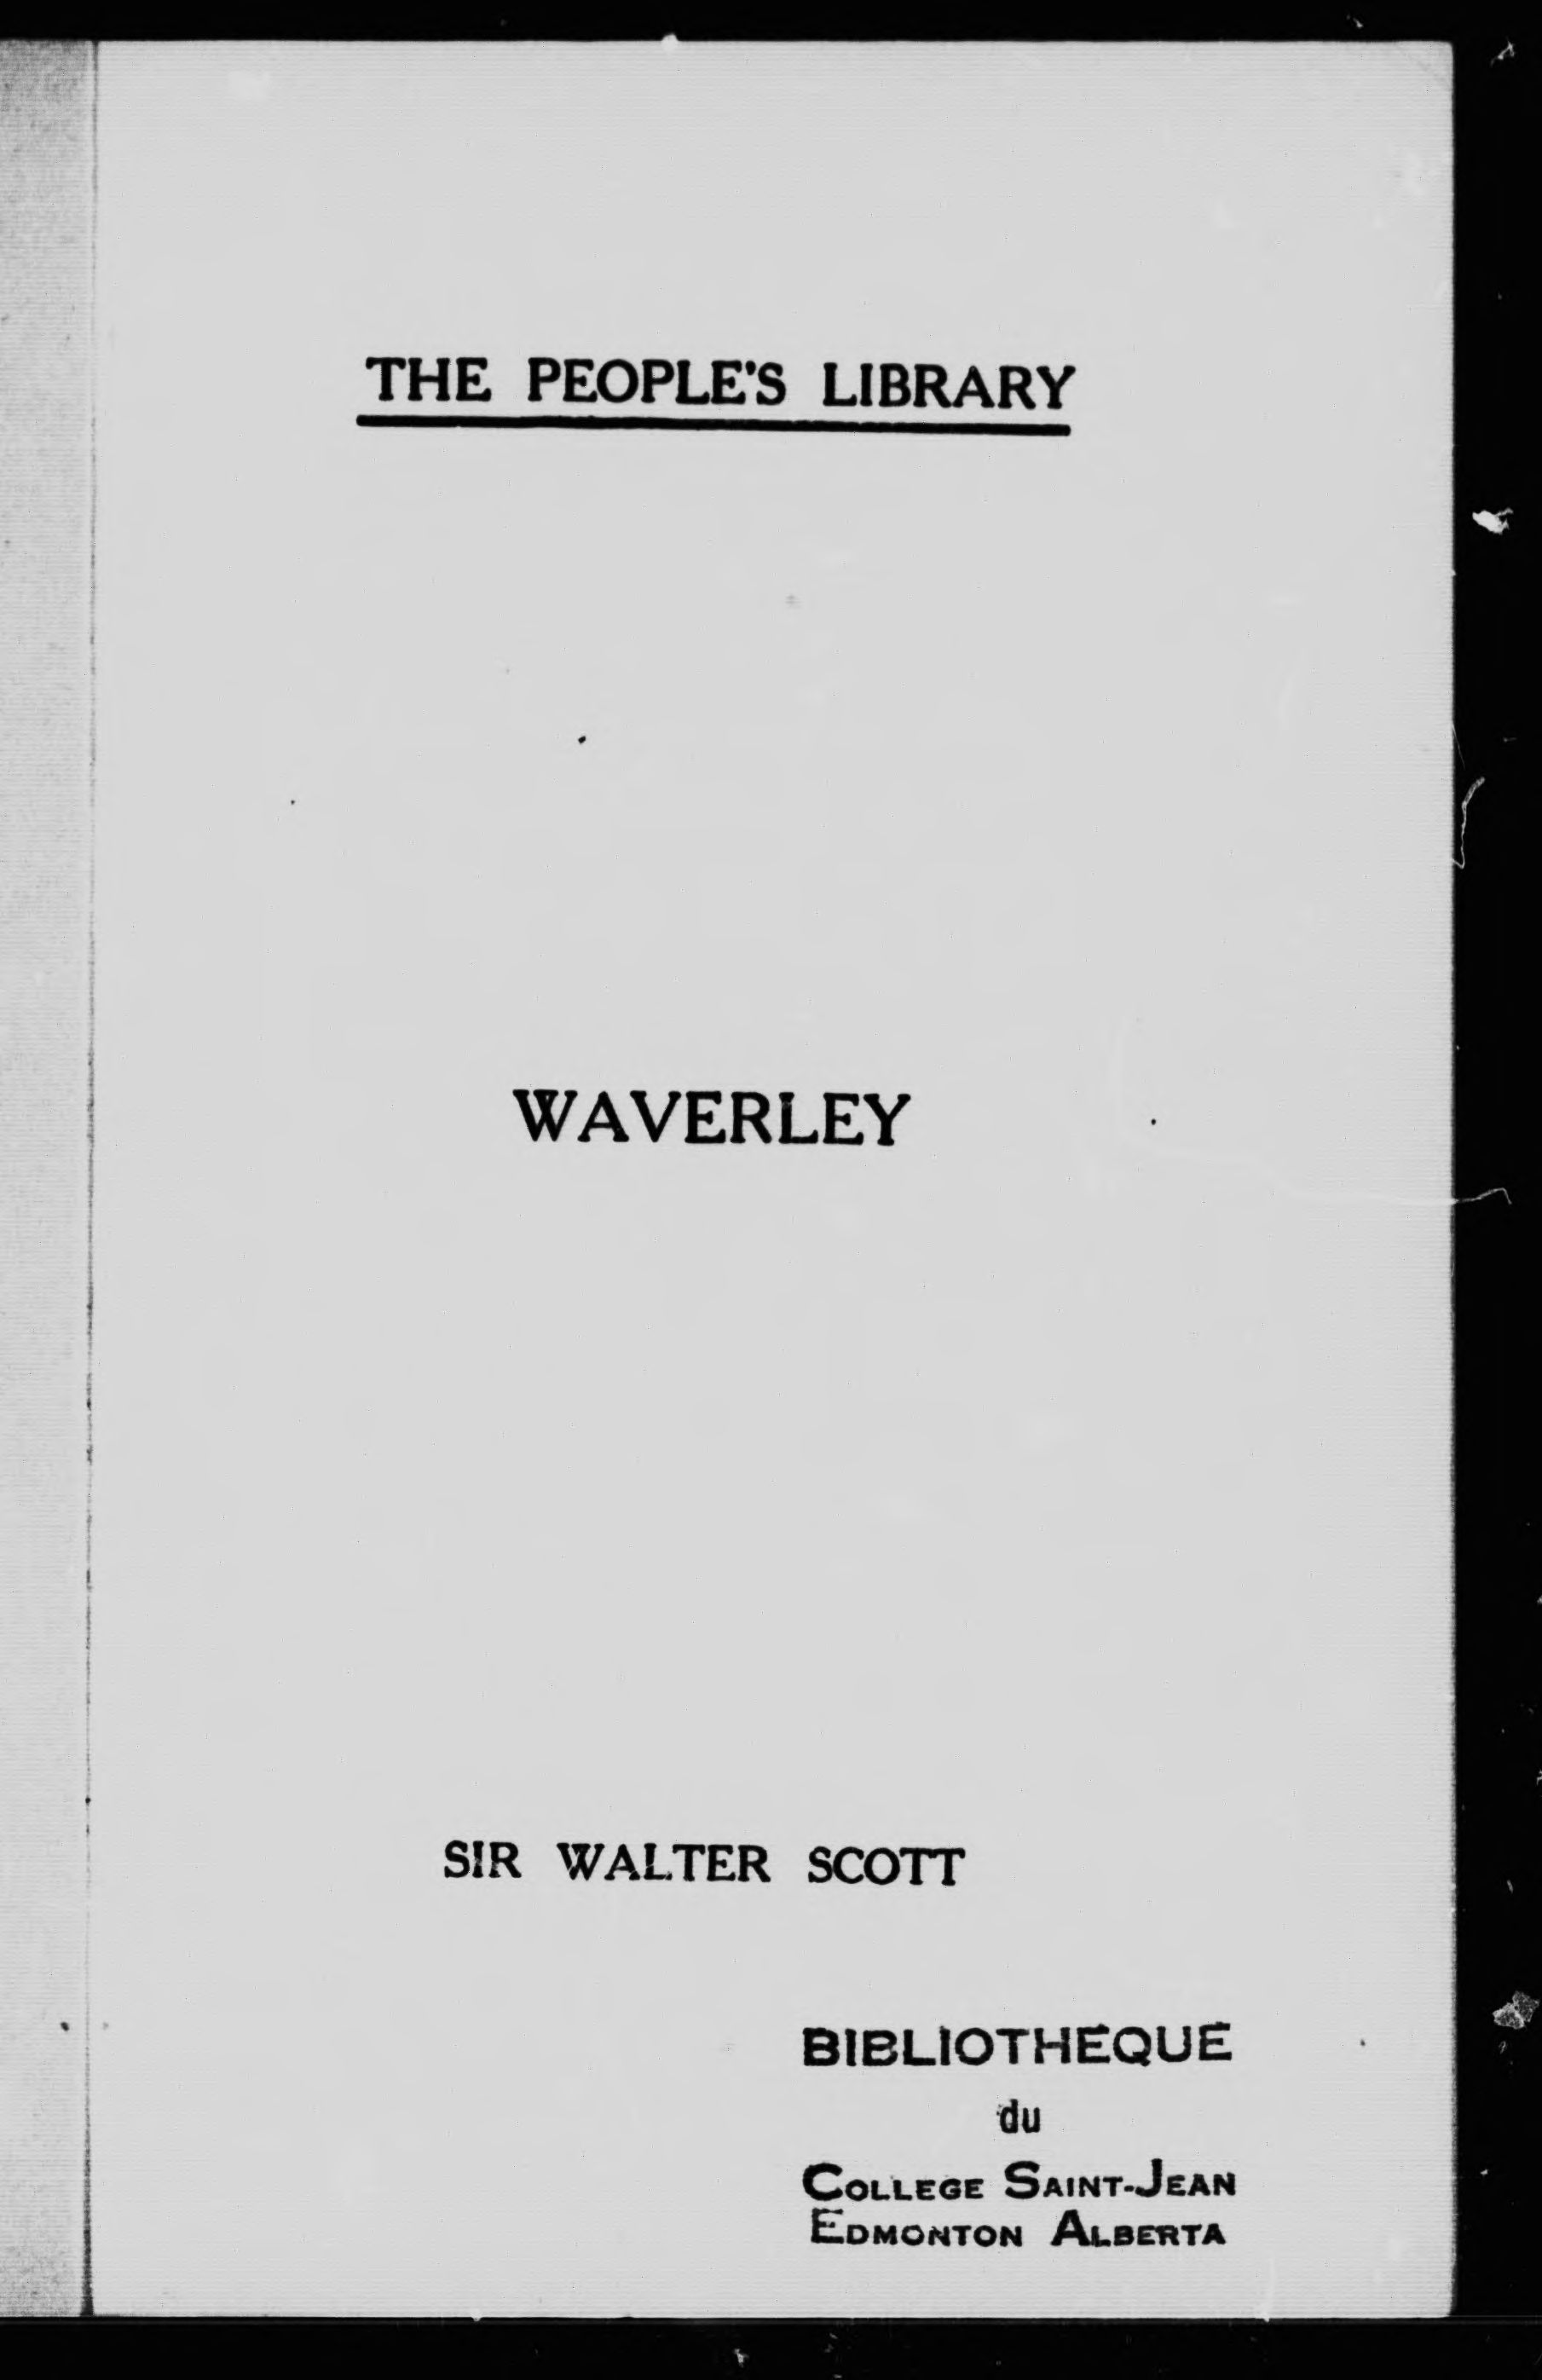 THE PEOPLE'S LIBRARY
WAVERLEY
SIR WALTER SCOTT
BIBLIOTHEQUE
du
COLLEGE SAINT-JEAN
EDMONTON ALBERTA